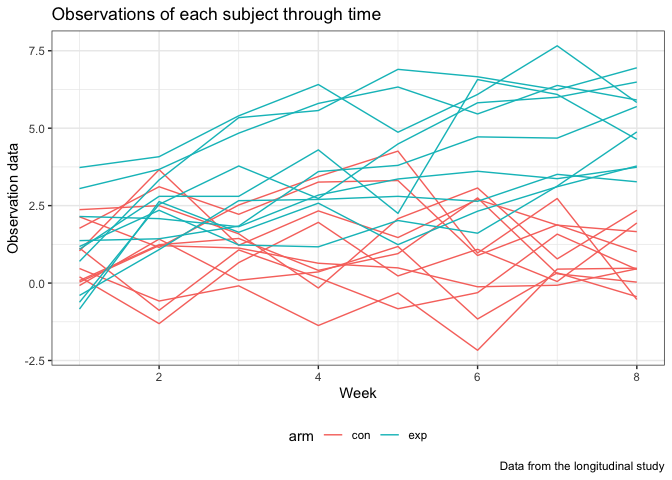 Observations of each subject through time
Observation data
7.5
5.0
2.5
0.0
-2.5
2 4 6 8
Week
arm con exp
Data from the longitudinal study